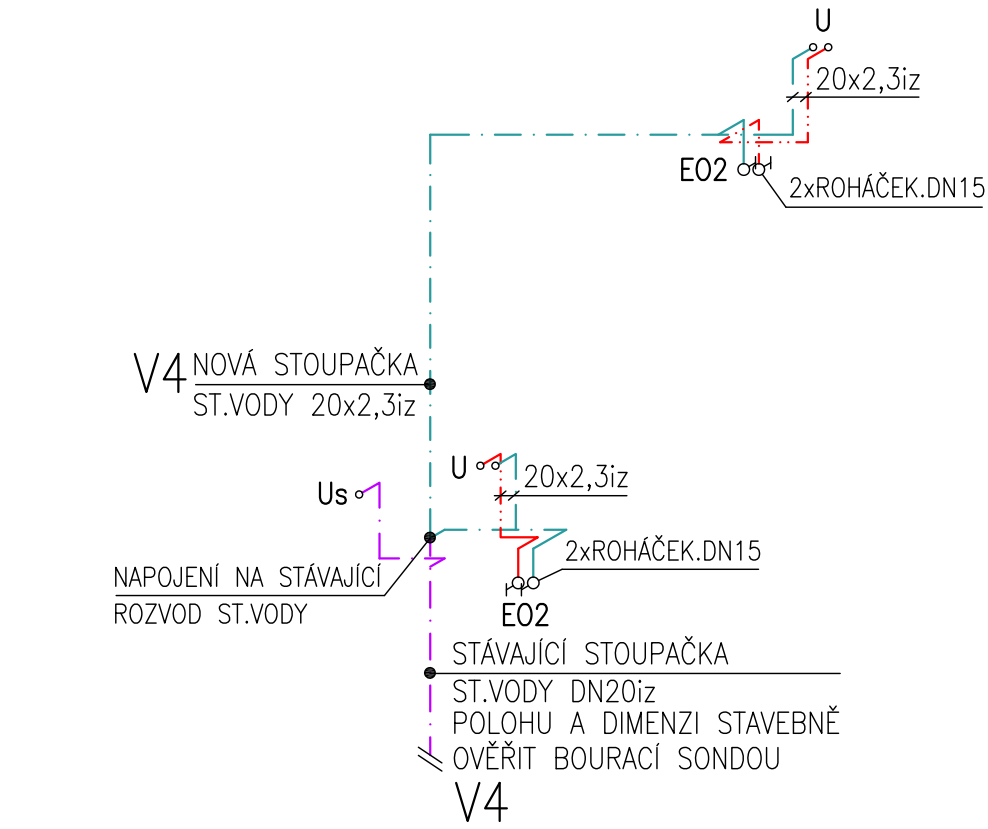 U
20x2,3iz
EO2
2xROHÁČEK.DN15
V4 NOVÁ STOUPAČKA
ST.VODY 20x2,3iz
U
20x2,3iz
Us
2xROHÁČEK.DN15
NAPOJENÍ NA STÁVAJÍCÍ
ROZVOD ST.VODY
EO2
STÁVAJÍCÍ STOUPAČKA
ST.VODY DN20iz
POLOHU A DIMENZI STAVEBNĚ
OVĚŘIT BOURACÍ SONDOU
V4